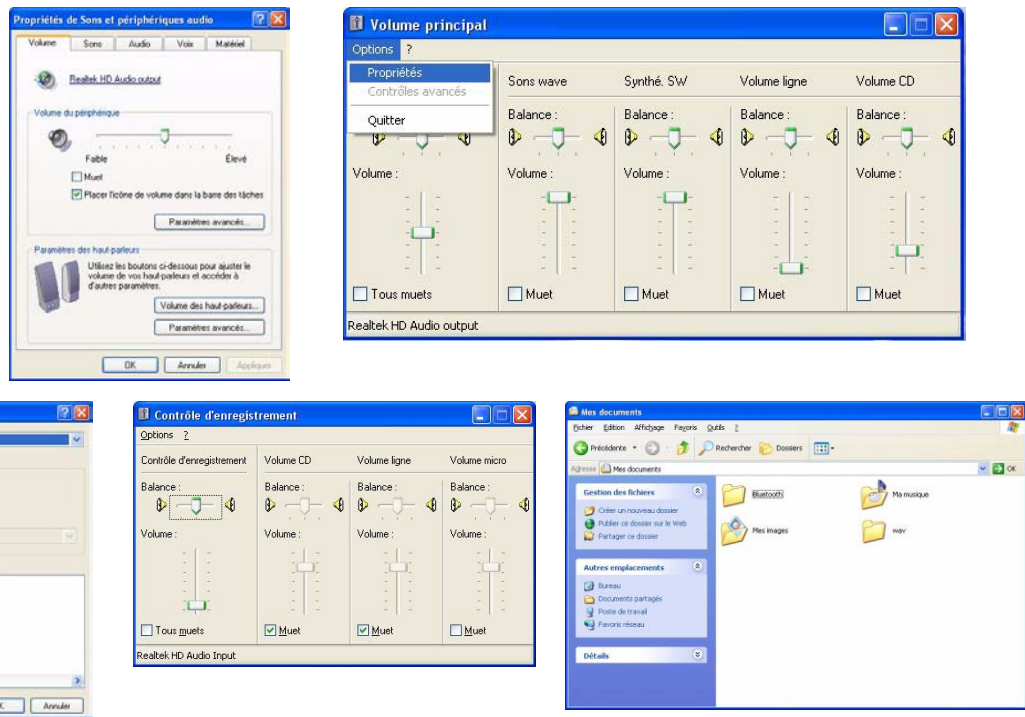 Propriétés de Sons et périphériques audio
Volume Sons Audio Voix Matériel
Realtek HD Audio output
Volume du périphérique
Faible Élevé
Muet
Placer l'icône de volume dans la barre des tâches
Paramètres avancés...
Paramètres des haut-parleurs
Utilisez les boutons ci-dessous pour ajuster le
volume de vos haut-parleurs et accéder à
d'autres paramètres.
Volume des haut-parleurs...
Paramètres avancés...
OK Annuler Appliquer
Volume principal
Options ?
Propriétés
Contrôles avancés
Quitter
Sons wave Synthé. SW Volume ligne Volume CD
Balance : Balance : Balance : Balance :
Volume : Volume : Volume : Volume : Volume :
Tous muets Muet Muet Muet Muet
Realtek HD Audio output
Annuler
Contrôle d'enregistrement
Options ?
Contrôle d'enregistrement Volume CD Volume ligne Volume micro
Balance : Balance : Balance : Balance :
Volume : Volume : Volume : Volume :
Tous muets Muet Muet Muet
Realtek HD Audio Input
Mes documents
Fichier Edition Affichage Favoris Outils ?
Précédente Rechercher Dossiers
Adresse Mes documents OK
Gestion des fichiers
Créer un nouveau dossier
Publier ce dossier sur le Web
Partager ce dossier
Autres emplacements
Bureau
Documents partagés
Poste de travail
Favoris réseau
Détails
Bluetooth Ma musique
Mes images wav